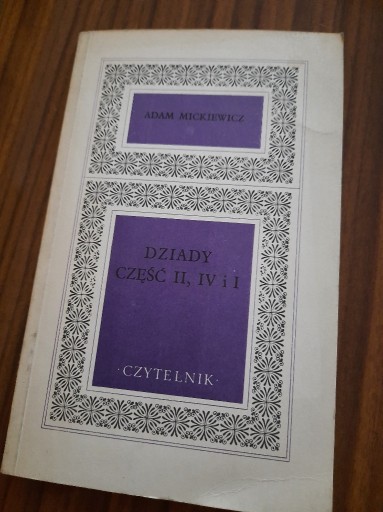 ADAM MICKIEWICZ
DZIADY
CZĘŚĆ II, IV i I
·CZYTELNIK·